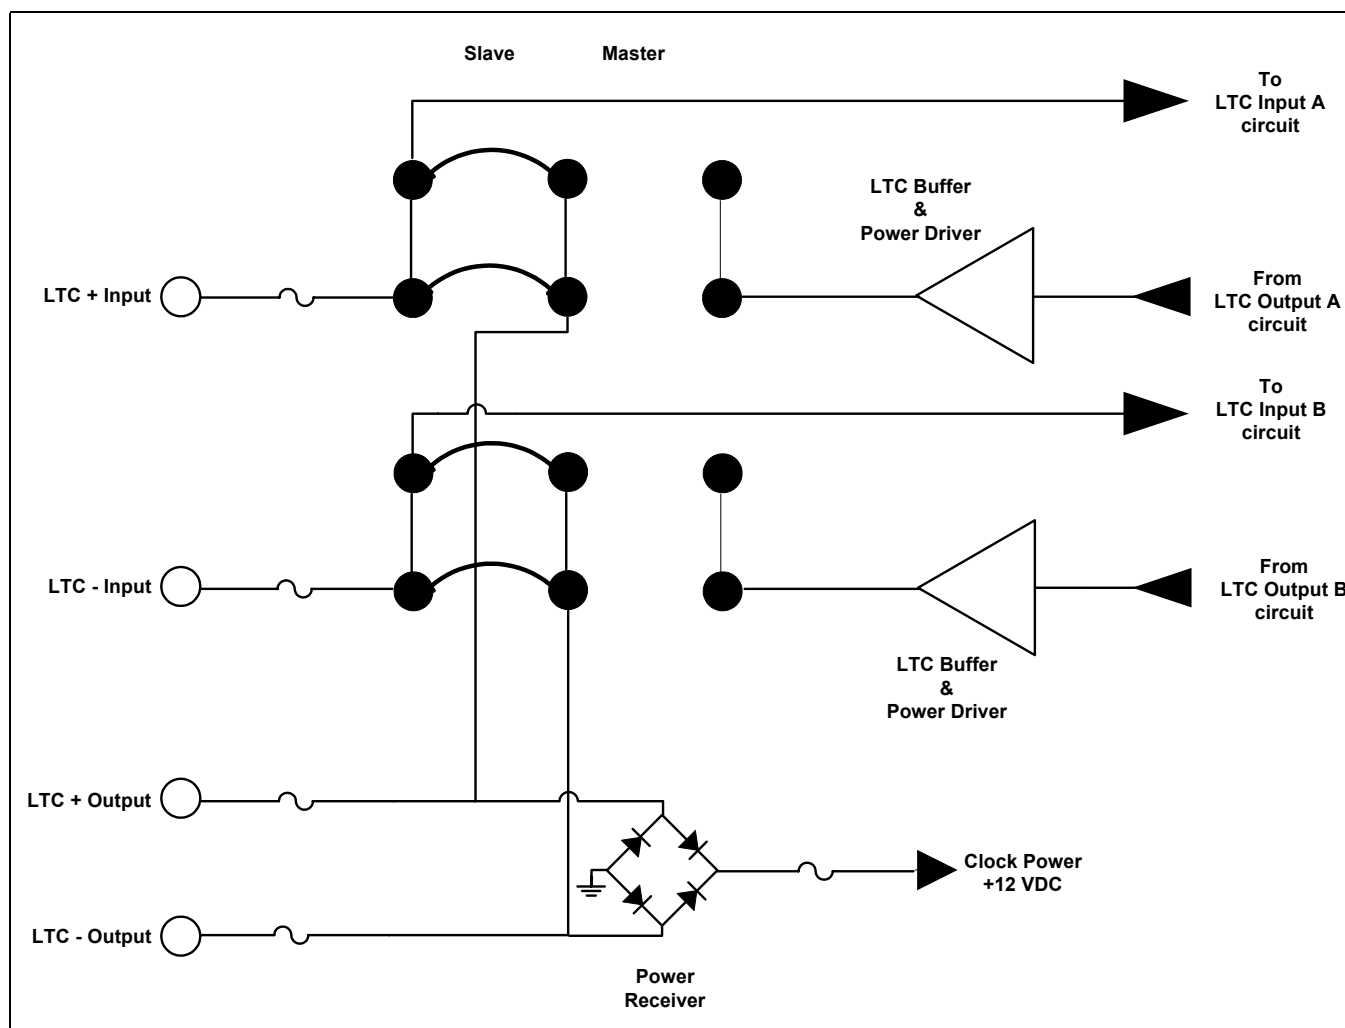 Slave
Master
To
LTC Input A
circuit
LTC Buffer
&
Power Driver
LTC + Input
From
LTC Output A
circuit
To
LTC Input B
circuit
LTC - Input
From
LTC Output B
circuit
LTC Buffer
&
Power Driver
LTC + Output
Clock Power
+12 VDC
LTC - Output
Power
Receiver